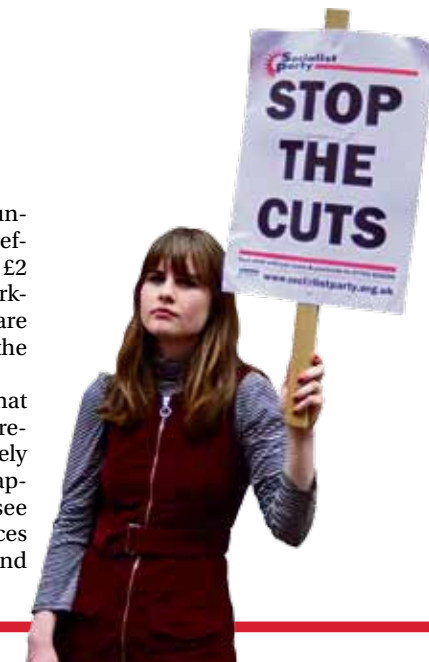 Socialist
Party
STOP
THE
CUTS
www.socialistparty.org.uk
un-
ef-
£2
rk-
are
the
hat
re-
ely
ap-
see
ces
nd